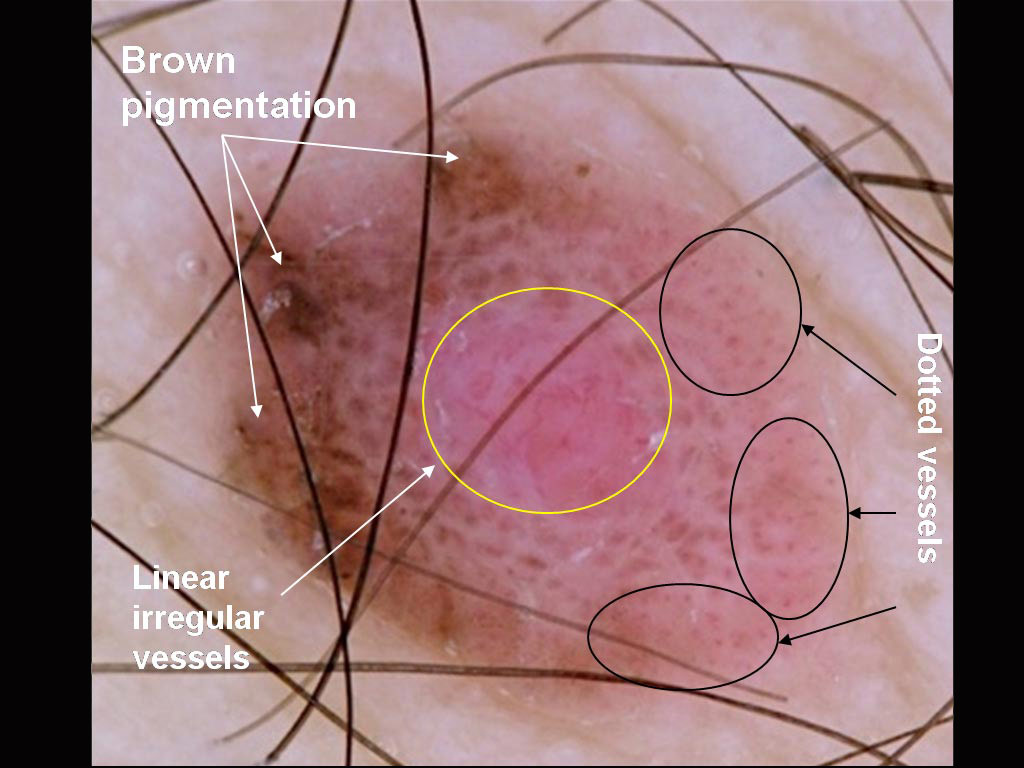 Brown
pigmentation
Dotted vessels
Linear
irregular
vessels